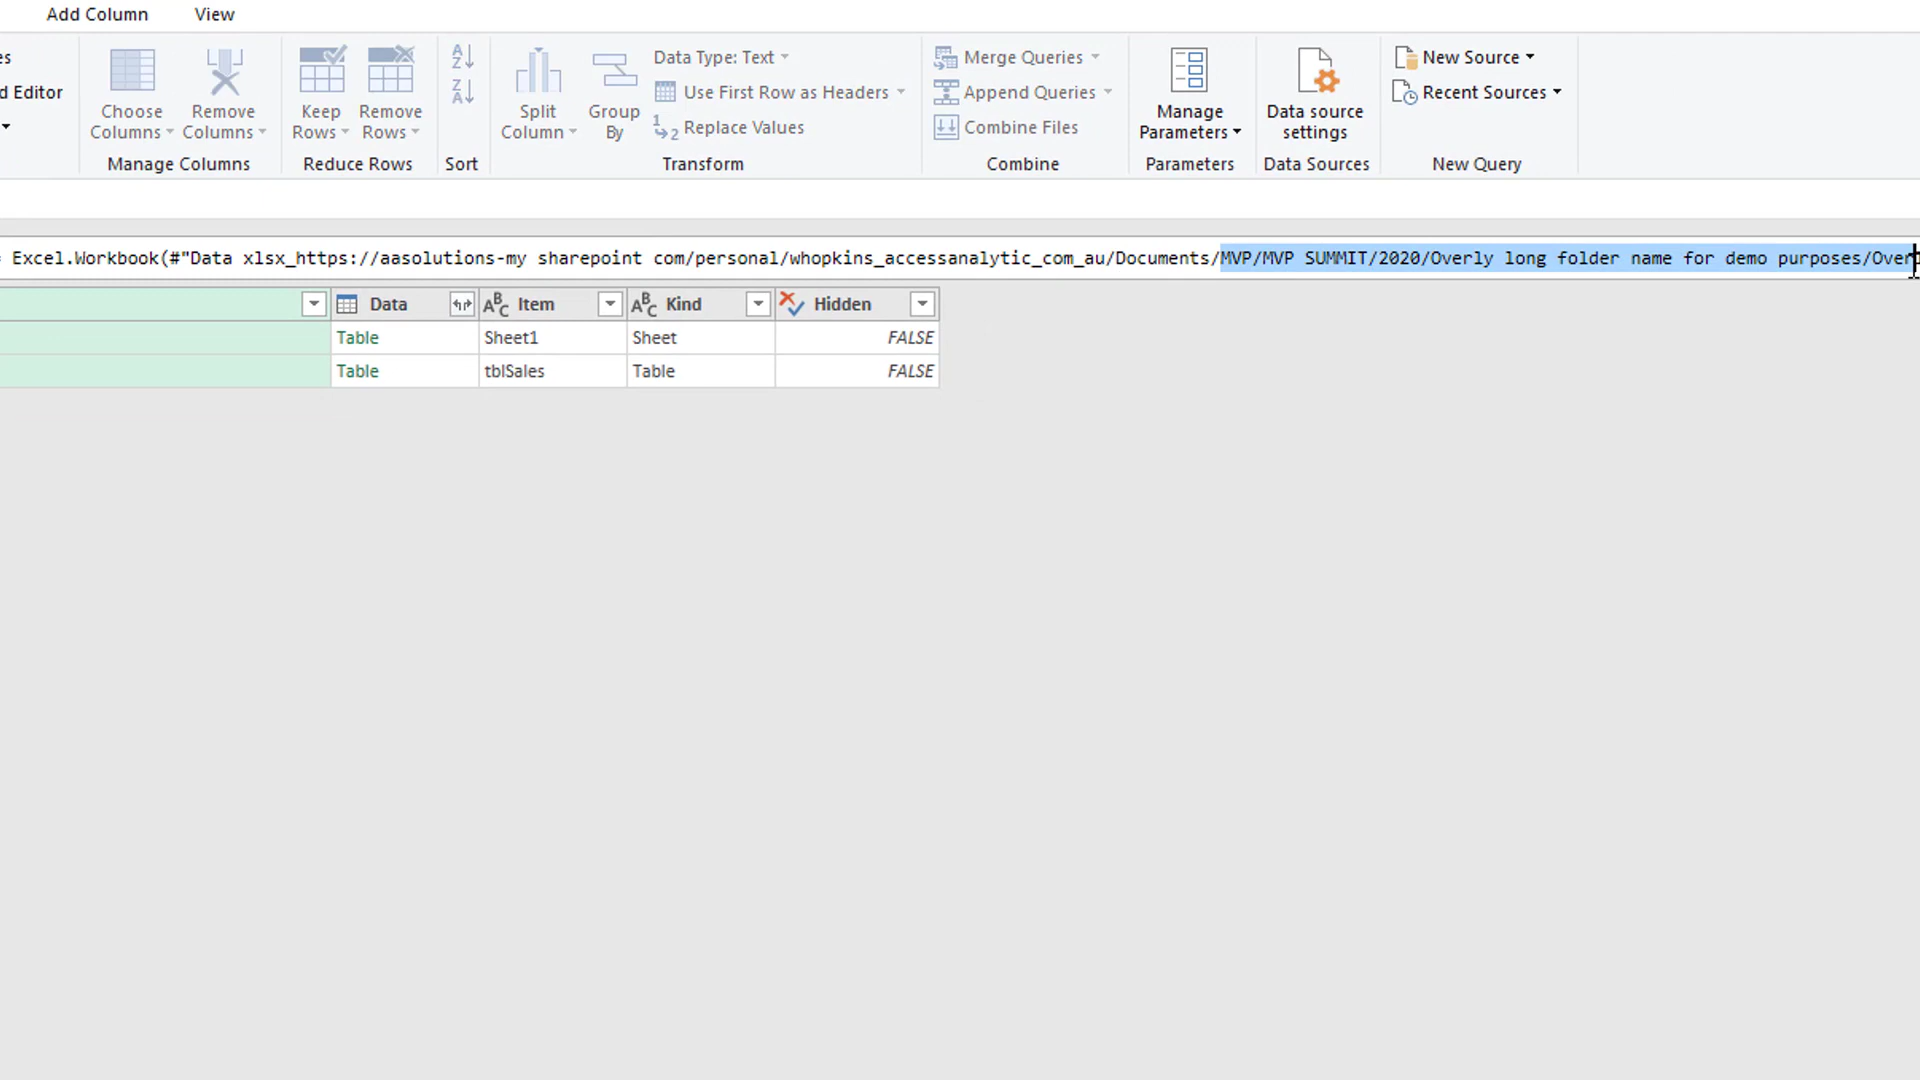 Add Column View
Data Type: Text Merge Queries New Source
d Editor Use First Row as Headers Append Queries Recent Sources
Choose Columns Remove Columns Keep Rows Remove Rows Split Column Group By Replace Values Combine Files Manage Parameters Data source settings
Manage Columns Reduce Rows Sort Transform Combine Parameters Data Sources New Query
= Excel.Workbook(#"Data xlsx_https://aasolutions-my sharepoint com/personal/whopkins_accessanalytic_com_au/Documents/MVP/MVP SUMMIT/2020/Overly long folder name for demo purposes/Over
Data Item Kind Hidden
Table Sheet1 Sheet FALSE
Table tblSales Table FALSE